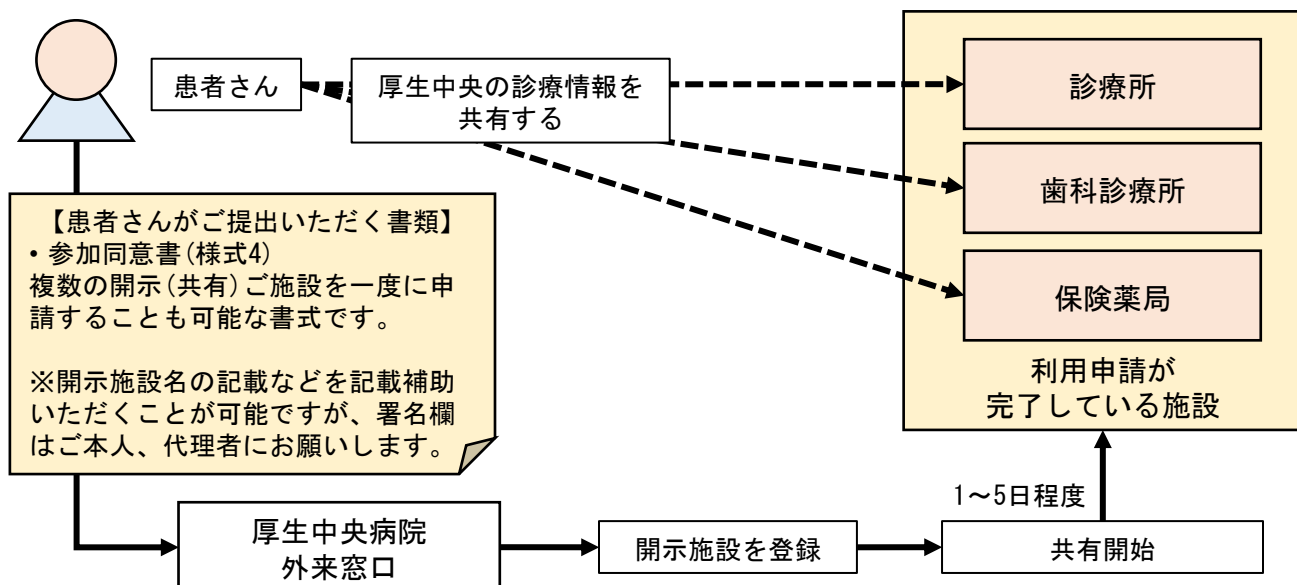 患者さん
厚生中央の診療情報を
共有する
診療所
歯科診療所
保険薬局
利用申請が
完了している施設
【患者さんがご提出いただく書類】
• 参加同意書(様式4)
複数の開示(共有)ご施設を一度に申
請することも可能な書式です。
※開示施設名の記載などを記載補助
いただくことが可能ですが、署名欄
はご本人、代理者にお願いします。
厚生中央病院
外来窓口
開示施設を登録
1～5日程度
共有開始